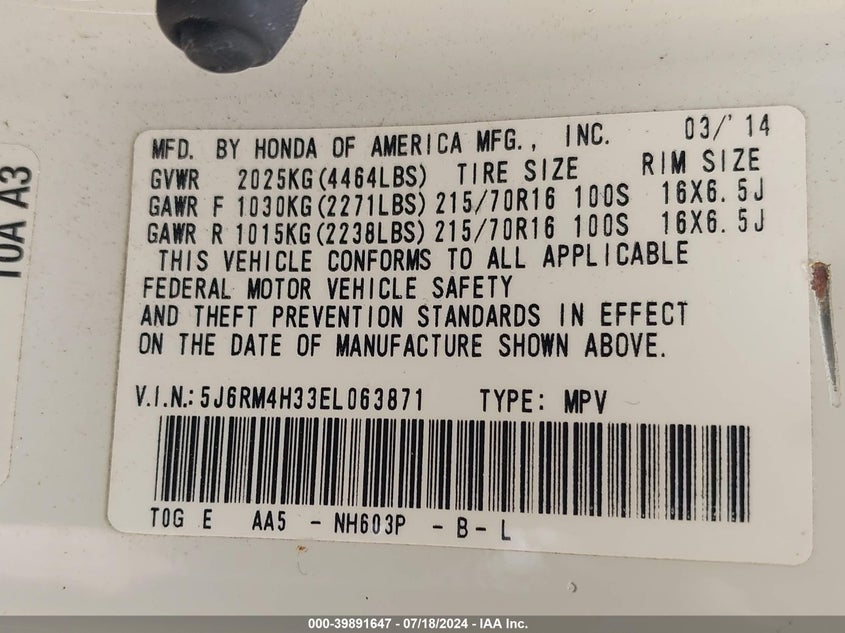 MFD. BY HONDA OF AMERICA MFG., INC. 03/'14
GVWR 2025KG(4464LBS) TIRE SIZE RIM SIZE
GAWR F 1030KG(2271LBS) 215/70R16 100S 16X6.5J
GAWR R 1015KG(2238LBS) 215/70R16 100S 16X6.5J
THIS VEHICLE CONFORMS TO ALL APPLICABLE
FEDERAL MOTOR VEHICLE SAFETY
AND THEFT PREVENTION STANDARDS IN EFFECT
ON THE DATE OF MANUFACTURE SHOWN ABOVE.
V.I.N.: 5J6RM4H33EL063871 TYPE: MPV
T0G E AA5 - NH603P - B - L
T0A A3
000-39891647 - 07/18/2024 - IAA Inc.